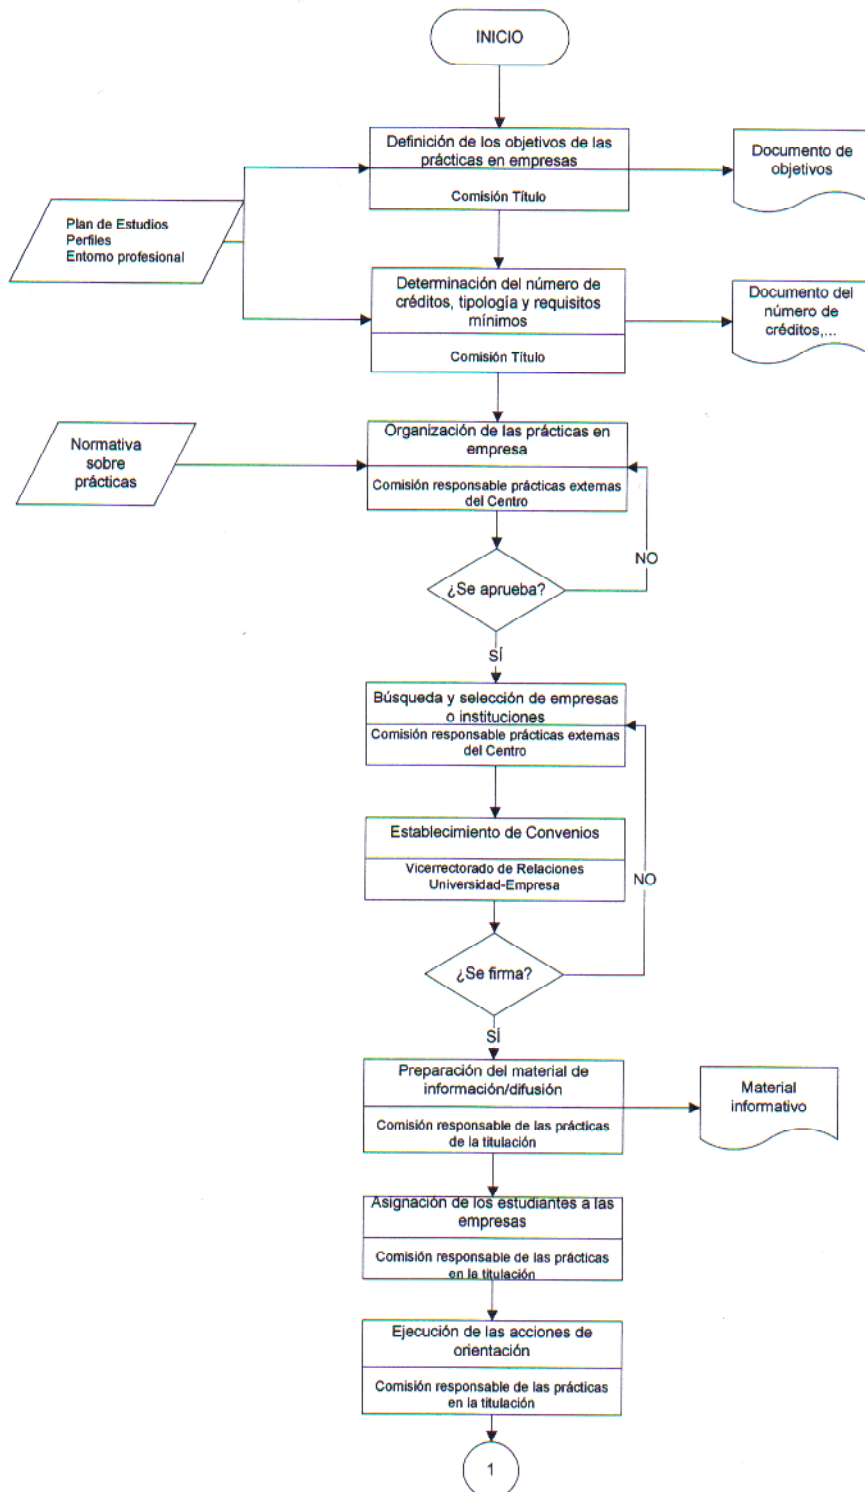 INICIO
Definición de los objetivos de las
prácticas en empresas
Comisión Título
Documento de
objetivos
Plan de Estudios
Perfiles
Entorno profesional
Determinación del número de
créditos, tipología y requisitos
mínimos
Comisión Título
Documento del
número de
créditos,...
Organización de las prácticas en
empresa
Comisión responsable prácticas externas
del Centro
Normativa
sobre
prácticas
NO
¿Se aprueba?
SÍ
Búsqueda y selección de empresas
o instituciones
Comisión responsable prácticas externas
del Centro
Establecimiento de Convenios
Vicerrectorado de Relaciones
Universidad-Empresa
NO
¿Se firma?
SÍ
Preparación del material de
información/difusión
Comisión responsable de las prácticas
de la titulación
Material
informativo
Asignación de los estudiantes a las
empresas
Comisión responsable de las prácticas
en la titulación
Ejecución de las acciones de
orientación
Comisión responsable de las prácticas
en la titulación
1